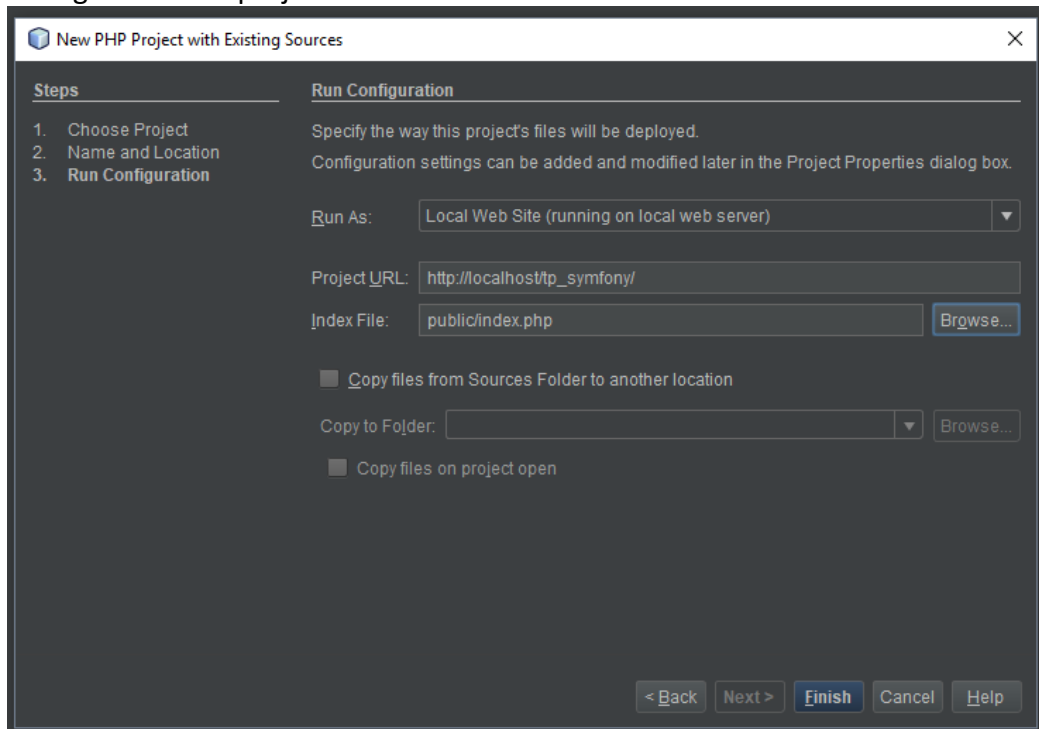 New PHP Project with Existing Sources
Steps
1. Choose Project
2. Name and Location
3. Run Configuration
Run Configuration
Specify the way this project's files will be deployed.
Configuration settings can be added and modified later in the Project Properties dialog box.
Run As: Local Web Site (running on local web server)
Project URL: http://localhost/tp_symfony/
Index File: public/index.php Browse...
Copy files from Sources Folder to another location
Copy to Folder: Browse...
Copy files on project open
< Back Next > Finish Cancel Help